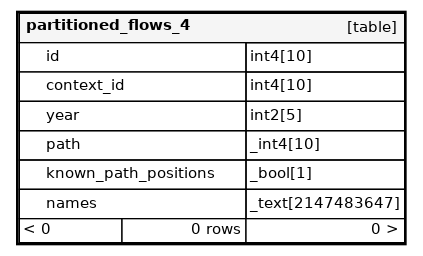 partitioned_flows_4 [table]
id int4[10]
context_id int4[10]
year int2[5]
path _int4[10]
known_path_positions _bool[1]
names _text[2147483647]
< 0 0 rows 0 >